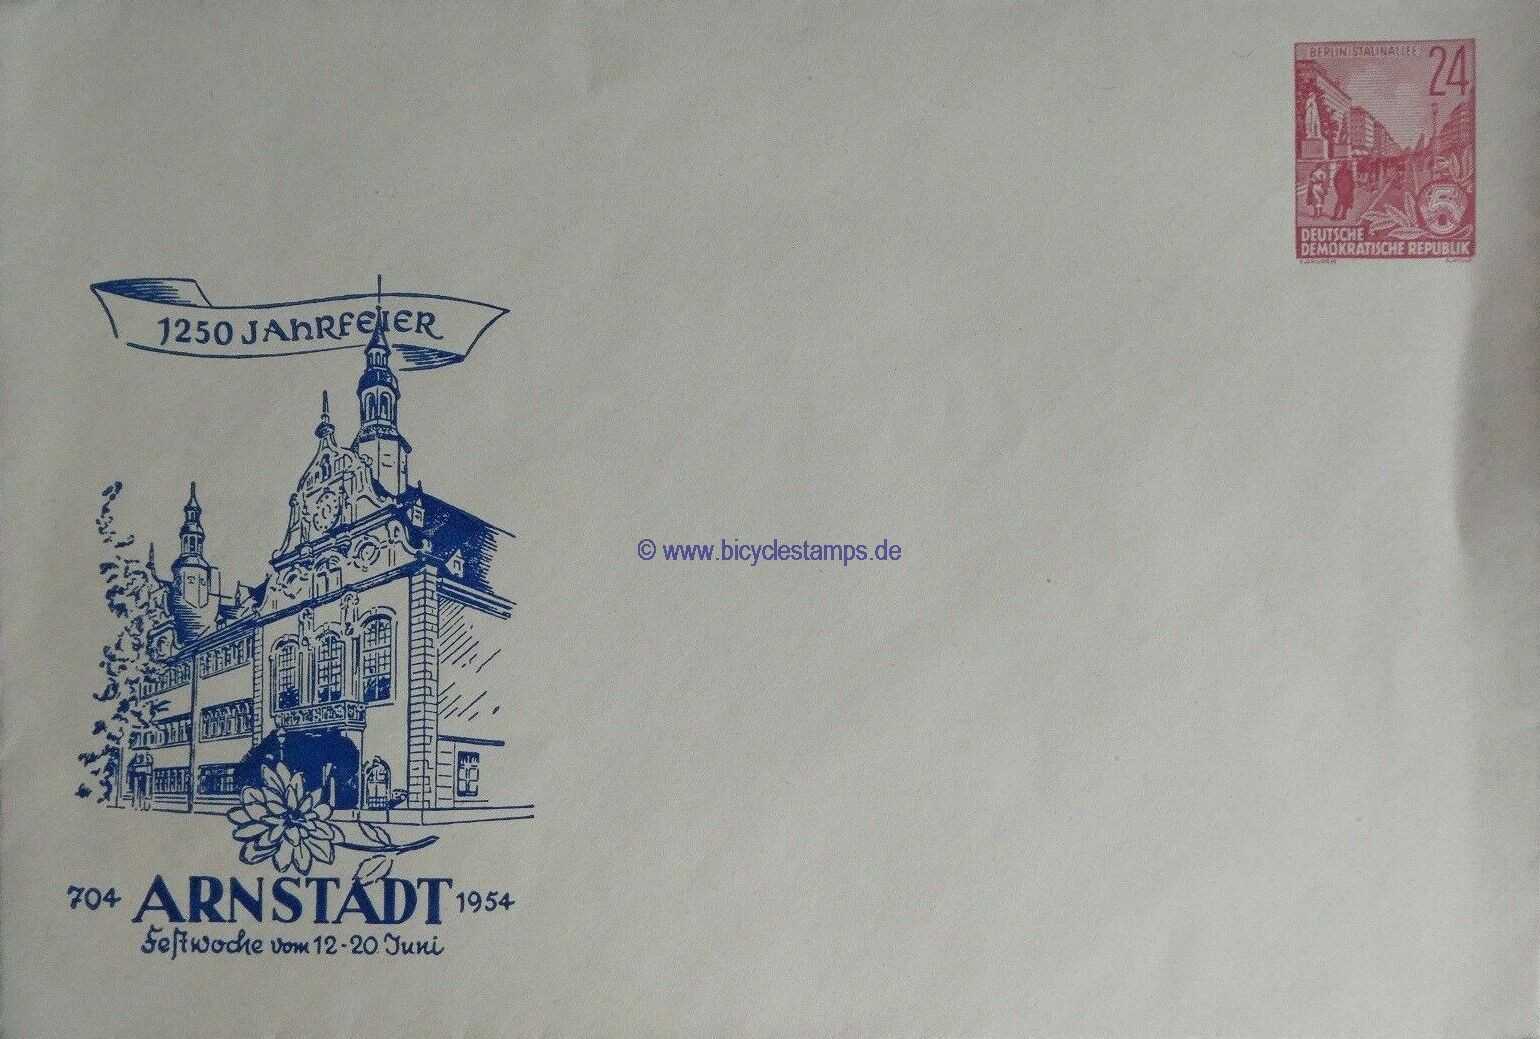 BERLIN STALINALLEE
24
5
DEUTSCHE
DEMOKRATISCHE REPUBLIK
1250 JAHRFEIER
© www.bicyclestamps.de
704 ARNSTADT 1954
Festwoche vom 12-20 Juni